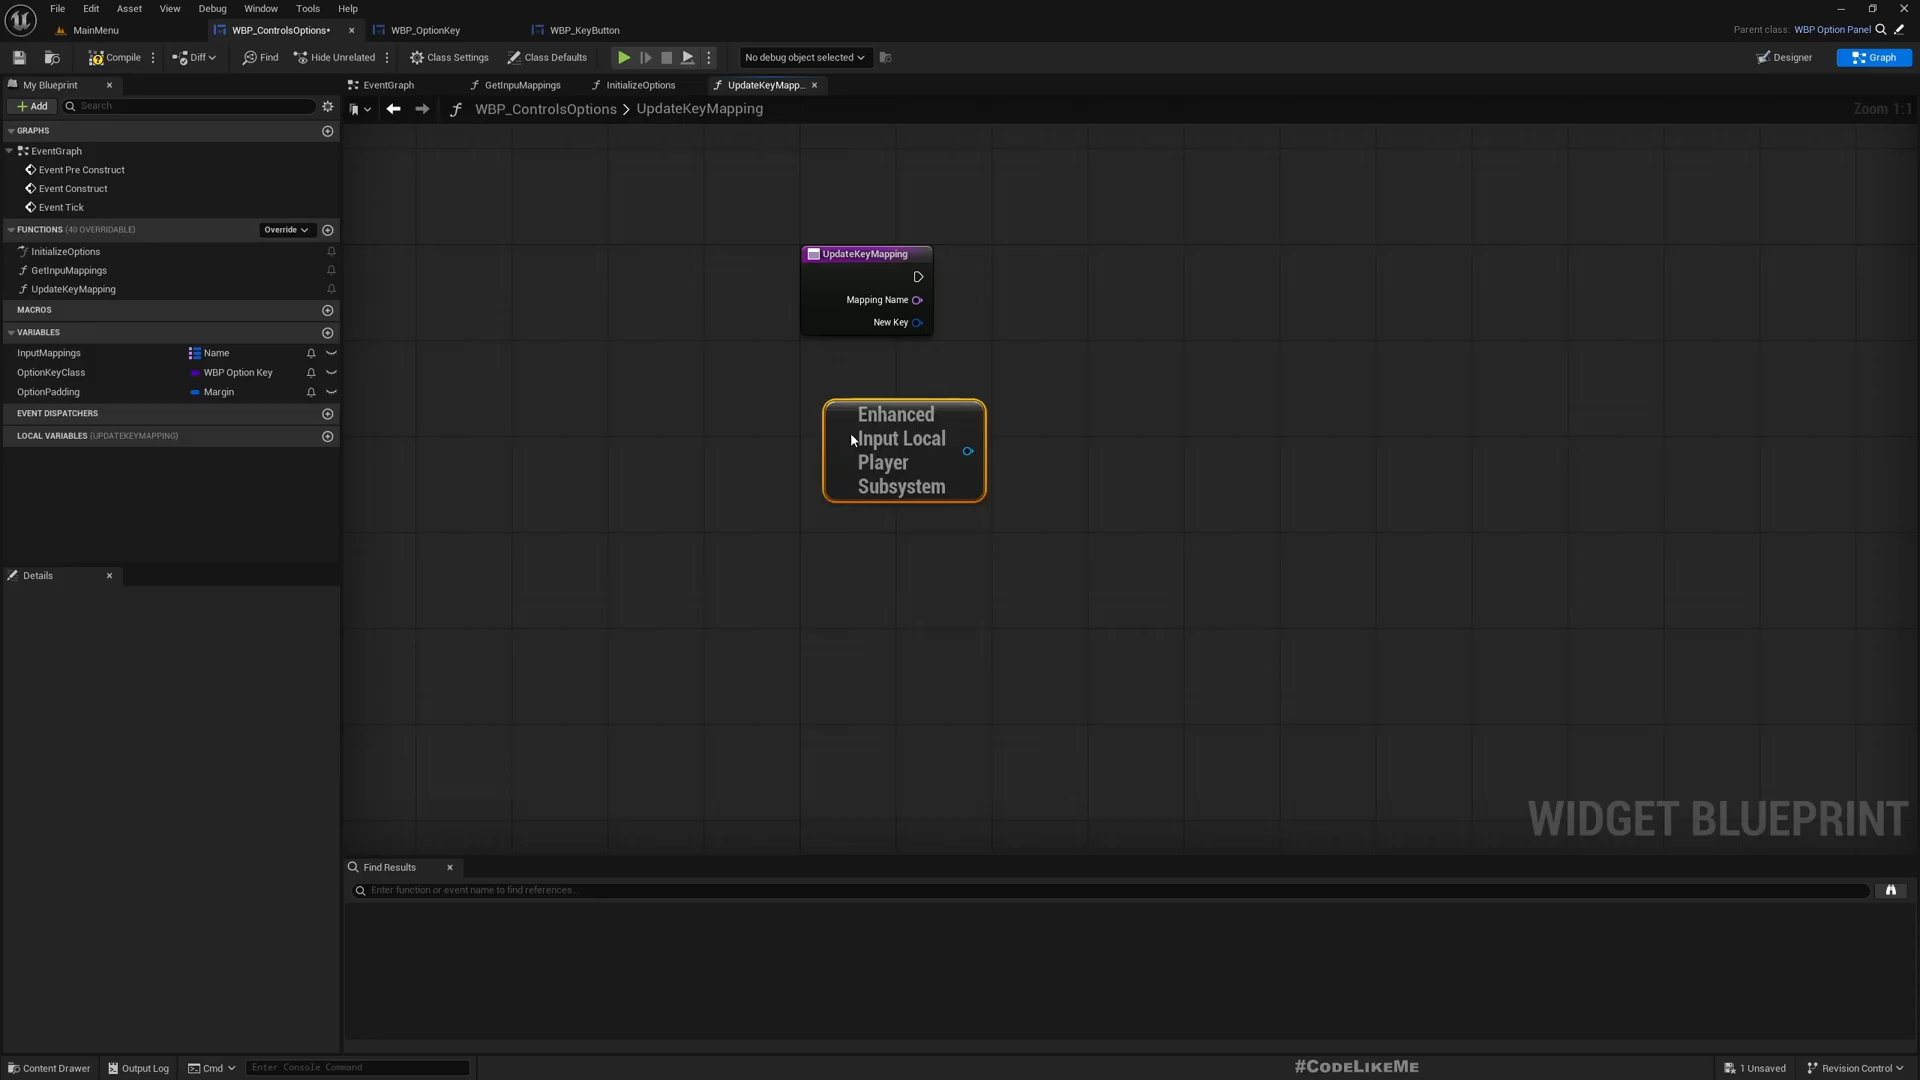 File Edit Asset View Debug Window Tools Help
MainMenu
WBP_ControlsOptions•
WBP_OptionKey
WBP_KeyButton
Parent class: WBP Option Panel
Compile
Diff
Find
Hide Unrelated
Class Settings
Class Defaults
No debug object selected
Designer
Graph
My Blueprint
EventGraph
GetInpuMappings
InitializeOptions
UpdateKeyMapp..
Add
Search
WBP_ControlsOptions > UpdateKeyMapping
Zoom 1:1
GRAPHS
EventGraph
Event Pre Construct
Event Construct
Event Tick
FUNCTIONS (40 OVERRIDABLE)
Override
InitializeOptions
GetInpuMappings
UpdateKeyMapping
MACROS
VARIABLES
InputMappings Name
OptionKeyClass WBP Option Key
OptionPadding Margin
EVENT DISPATCHERS
LOCAL VARIABLES (UPDATEKEYMAPPING)
Details
UpdateKeyMapping
Mapping Name
New Key
Enhanced
Input Local
Player
Subsystem
WIDGET BLUEPRINT
Find Results
Enter function or event name to find references...
Content Drawer
Output Log
Cmd
Enter Console Command
#CODELIKEME
1 Unsaved
Revision Control